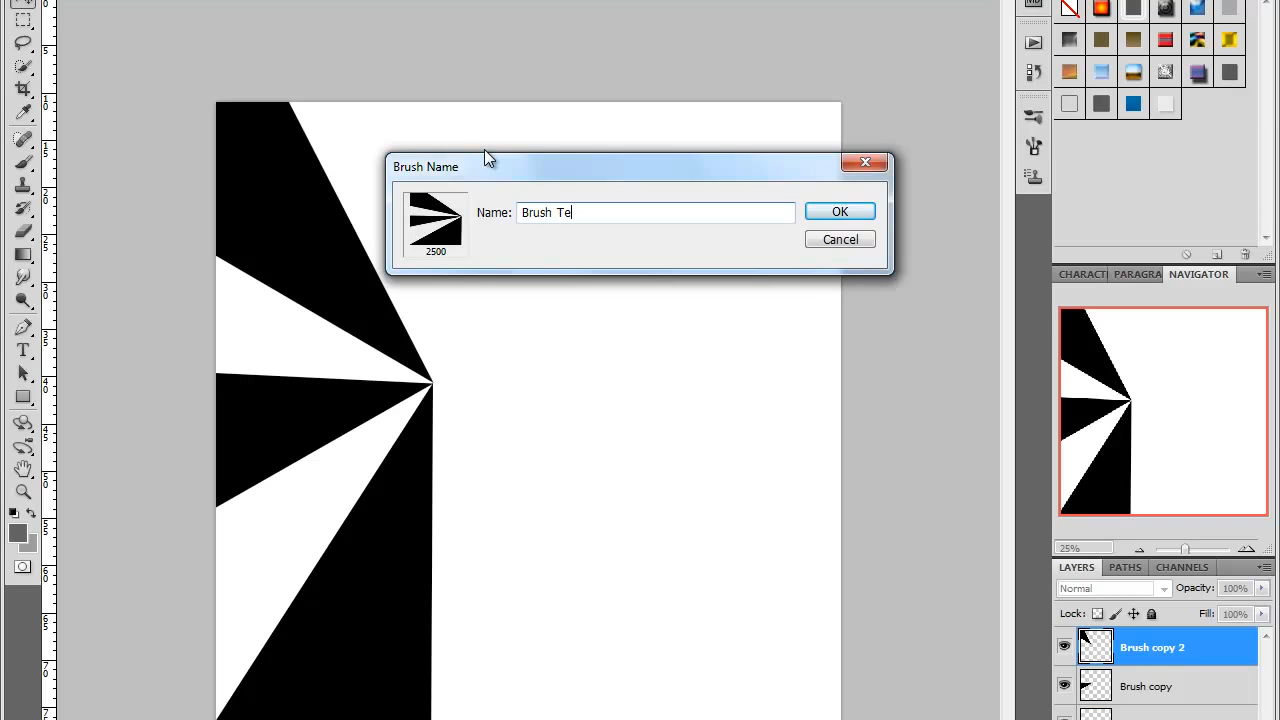 Brush Name
Name: Brush Te
OK
Cancel
2500
CHARACT PARAGRA NAVIGATOR
25%
LAYERS PATHS CHANNELS
Normal Opacity: 100%
Lock: Fill: 100%
Brush copy 2
Brush copy